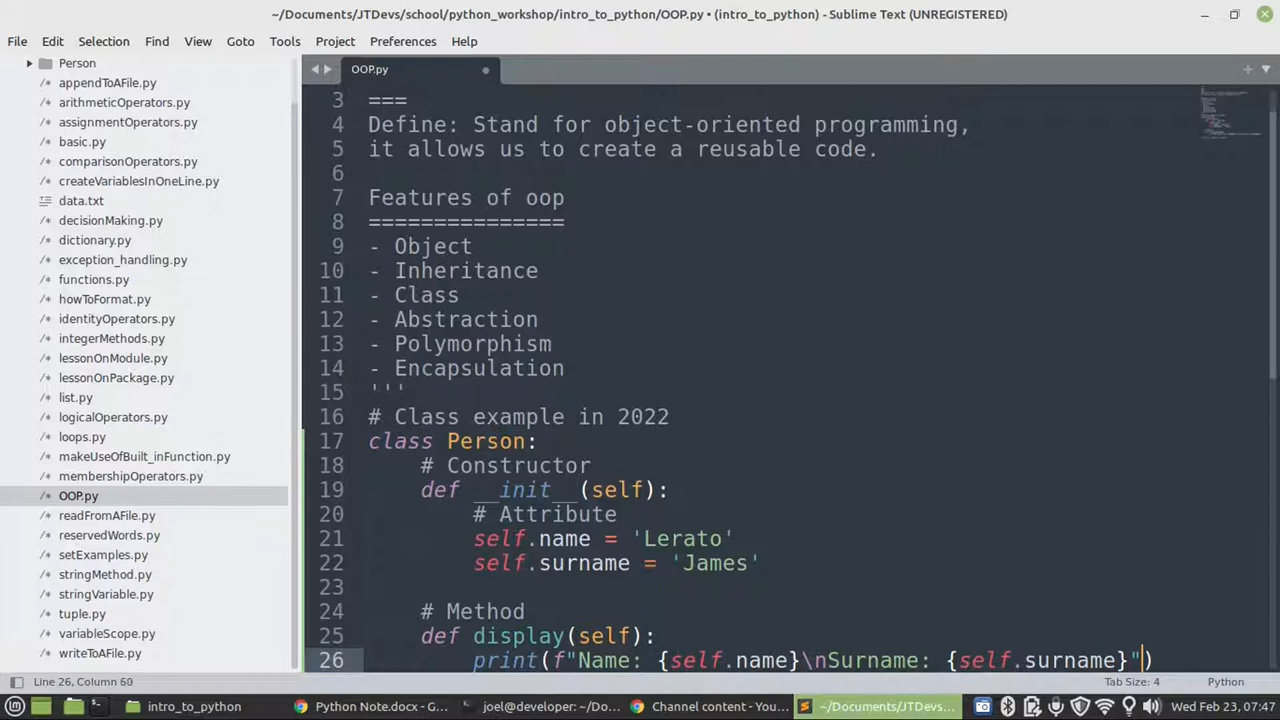 ~/Documents/JTDevs/school/python_workshop/intro_to_python/OOP.py • (intro_to_python) - Sublime Text (UNREGISTERED)
File Edit Selection Find View Goto Tools Project Preferences Help
Person
appendToAFile.py
arithmeticOperators.py
assignmentOperators.py
basic.py
comparisonOperators.py
createVariablesInOneLine.py
data.txt
decisionMaking.py
dictionary.py
exception_handling.py
functions.py
howToFormat.py
identityOperators.py
integerMethods.py
lessonOnModule.py
lessonOnPackage.py
list.py
logicalOperators.py
loops.py
makeUseOfBuilt_inFunction.py
membershipOperators.py
OOP.py
readFromAFile.py
reservedWords.py
setExamples.py
stringMethod.py
stringVariable.py
tuple.py
variableScope.py
writeToAFile.py
OOP.py
3 ===
4 Define: Stand for object-oriented programming,
5 it allows us to create a reusable code.
6
7 Features of oop
8 ===============
9 - Object
10 - Inheritance
11 - Class
12 - Abstraction
13 - Polymorphism
14 - Encapsulation
15 '''
16 # Class example in 2022
17 class Person:
18     # Constructor
19     def __init__(self):
20         # Attribute
21         self.name = 'Lerato'
22         self.surname = 'James'
23
24     # Method
25     def display(self):
26         print(f"Name: {self.name}\nSurname: {self.surname}")
Line 26, Column 60 Tab Size: 4 Python
intro_to_python Python Note.docx - G... joel@developer: ~/Do... Channel content - You... ~/Documents/JTDevs... Wed Feb 23, 07:47